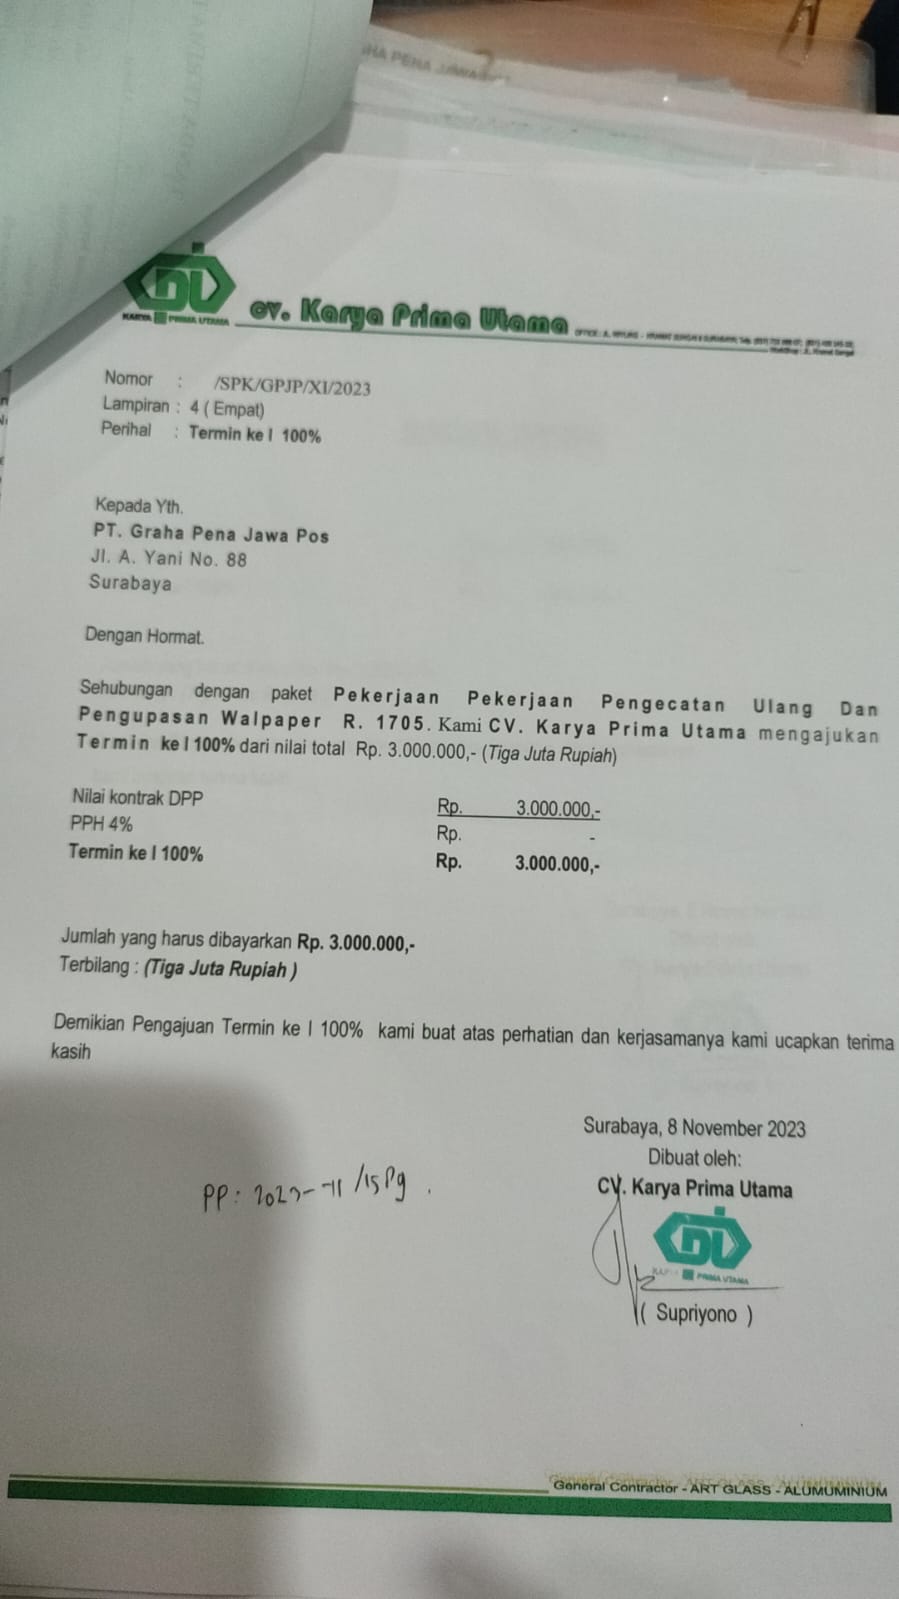 HA PENA JAWA
DU
KARYA PRIMA UTAMA
cv. Karya Prima Utama
Nomor : /SPK/GPJP/XI/2023
Lampiran : 4 ( Empat)
Perihal : Termin ke I 100%
Kepada Yth.
PT. Graha Pena Jawa Pos
Jl. A. Yani No. 88
Surabaya
Dengan Hormat.
Sehubungan dengan paket Pekerjaan Pekerjaan Pengecatan Ulang Dan
Pengupasan Walpaper R. 1705. Kami CV. Karya Prima Utama mengajukan
Termin ke I 100% dari nilai total Rp. 3.000.000,- (Tiga Juta Rupiah)
Nilai kontrak DPP Rp. 3.000.000,-
PPH 4% Rp. -
Termin ke I 100% Rp. 3.000.000,-
Jumlah yang harus dibayarkan Rp. 3.000.000,-
Terbilang : (Tiga Juta Rupiah )
Demikian Pengajuan Termin ke I 100% kami buat atas perhatian dan kerjasamanya kami ucapkan terima
kasih
Surabaya, 8 November 2023
Dibuat oleh:
CV. Karya Prima Utama
PP: 2023-11/15Pg.
PRIMA UTAMA
( Supriyono )
General Contractor - ART GLASS - ALUMUMINIUM